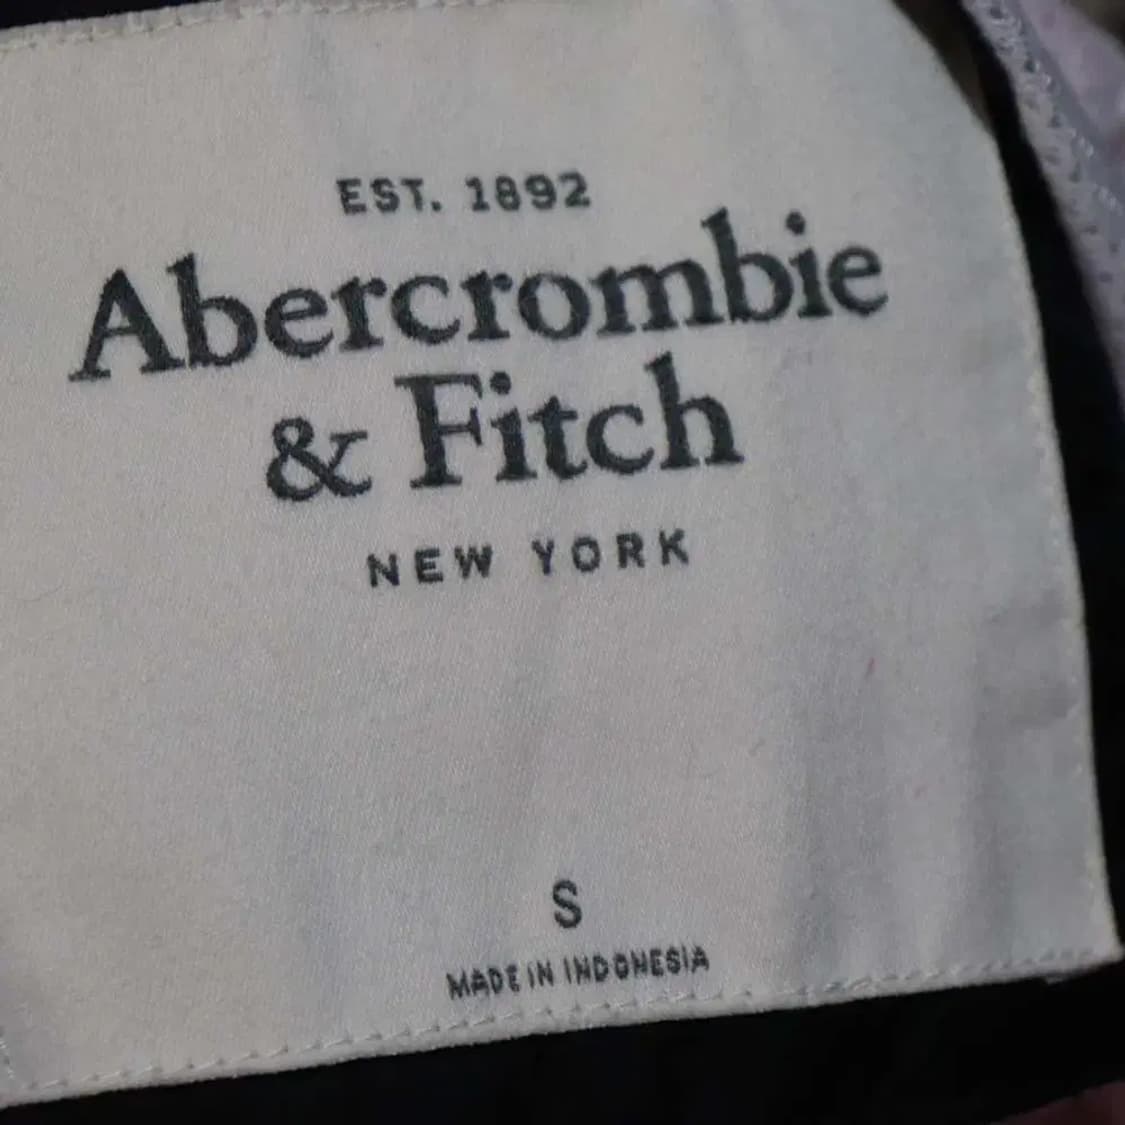 EST. 1892
Abercrombie
& Fitch
NEW YORK
S
MADE IN INDONESIA